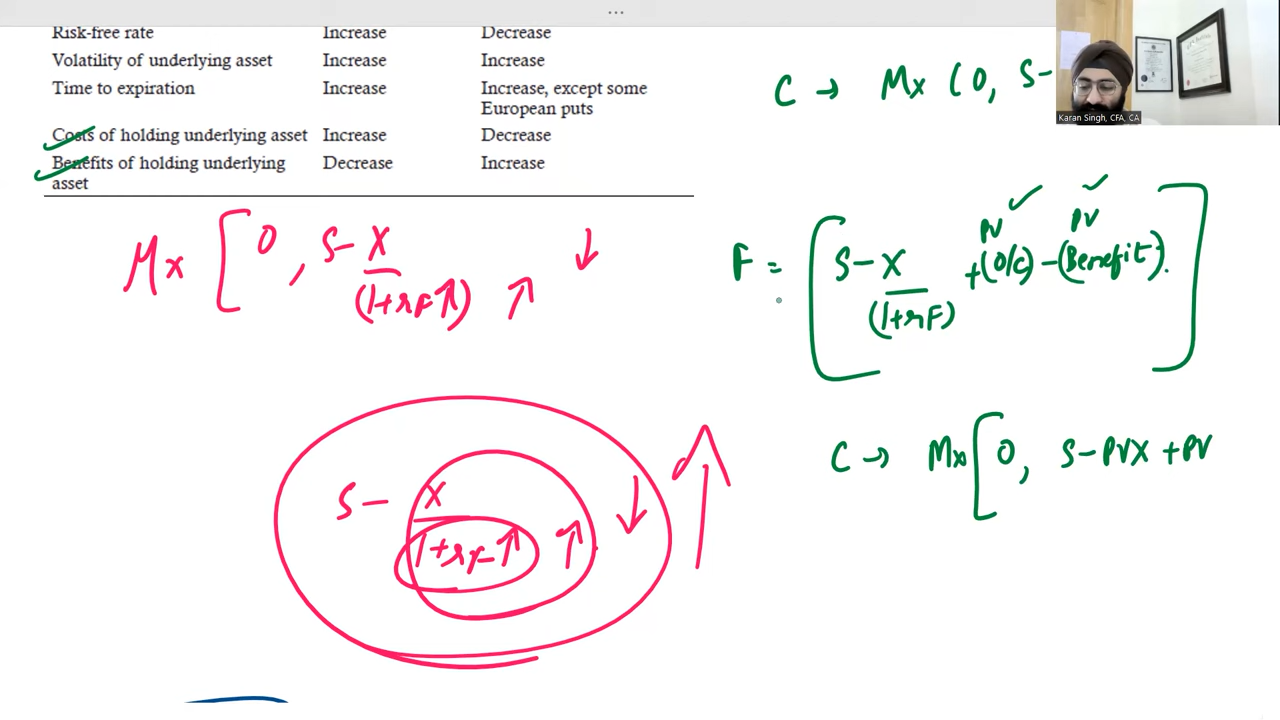 ...
Risk-free rate Increase Decrease
Volatility of underlying asset Increase Increase
Time to expiration Increase Increase, except some
European puts
Costs of holding underlying asset Increase Decrease
Benefits of holding underlying Decrease Increase
asset
C → Mx (0, S-
Karan Singh, CFA, CA
Mx [0, S - X
(1+rF↑) ↑ ↓
PV PV
F = [S - X +(O/C) - (Benefit).]
(1+rF)
C → Mx [0, S - PVX + PV
S - X
1+rF ↑ ↑ ↓ ↑